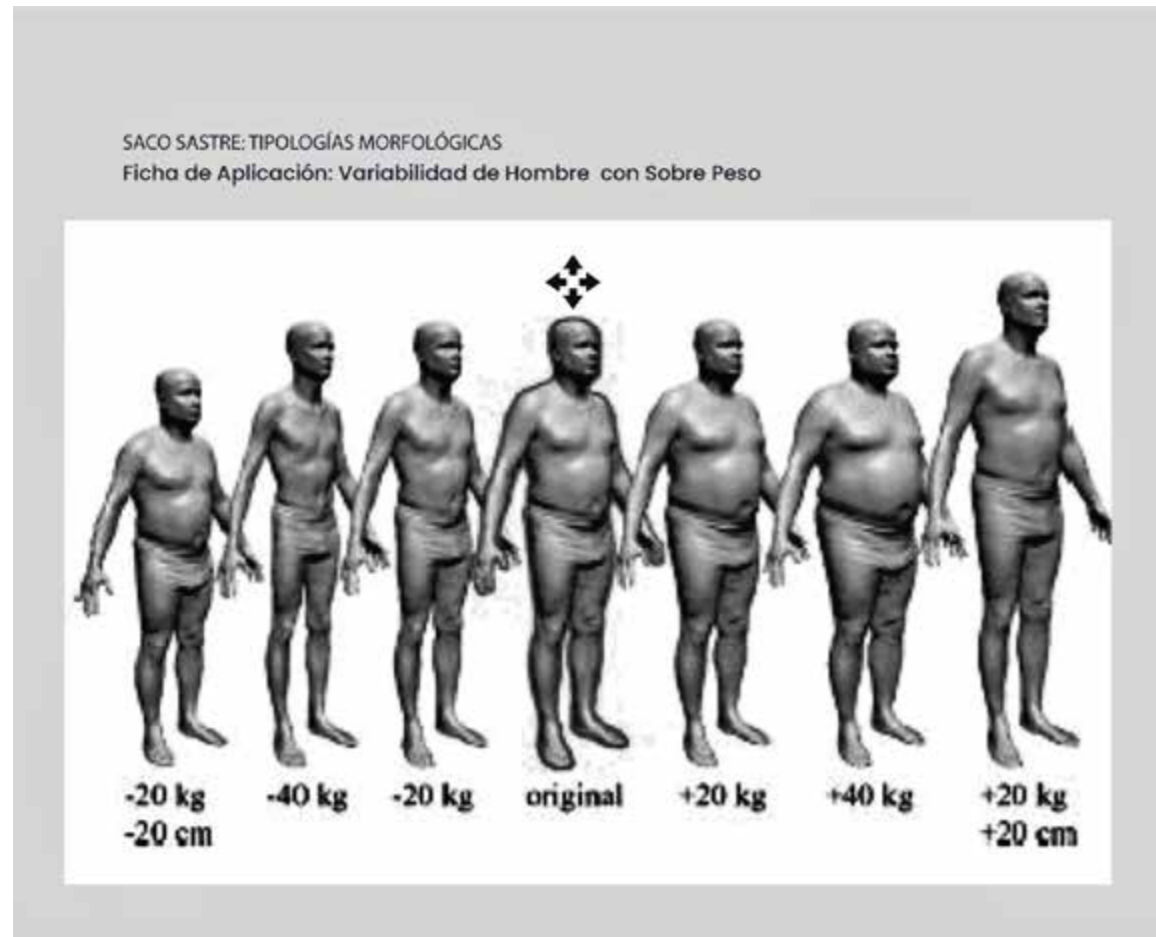 SACO SASTRE: TIPOLOGÍAS MORFOLÓGICAS
Ficha de Aplicación: Variabilidad de Hombre con Sobre Peso
-20 kg -40 kg -20 kg original +20 kg +40 kg +20 kg
-20 cm +20 cm